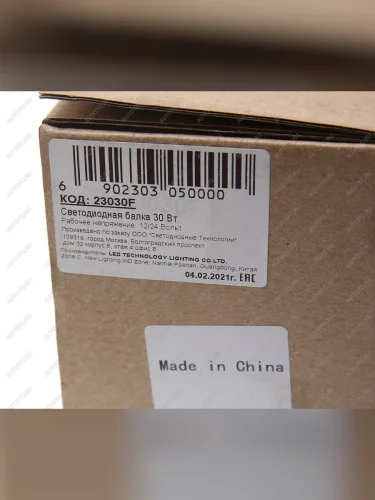 6 902303 050000
КОД: 23030F
Светодиодная балка 30 Вт
Рабочее напряжение: 12/24 Вольт
Произведено по заказу ООО "Светодиодные Технологии"
109316, город Москва, Волгоградский проспект,
дом 32 корпус 8, этаж 4 офис 8
Производитель: LED TECHNOLOGY LIGHTING CO.LTD,
Zone C, New Lighting IND Zone, Nanhai Foshan, Guangdong, Китай
04.02.2021г. EAC
Made in China